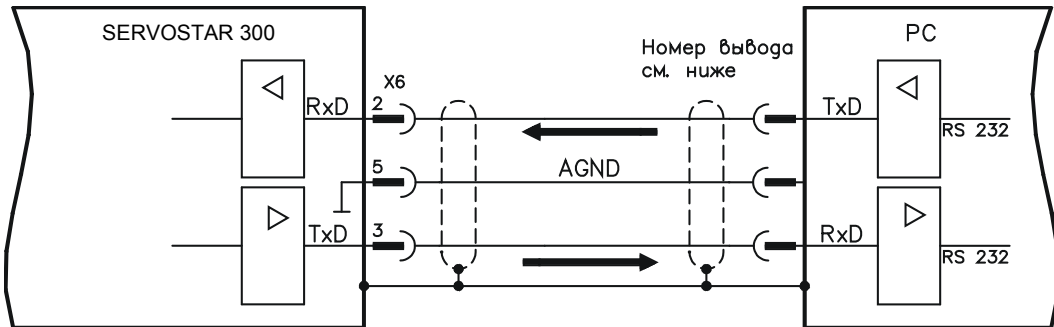 SERVOSTAR 300
PC
Номер вывода
см. ниже
X6
RxD
2
TxD
RS 232
5
AGND
TxD
3
RxD
RS 232